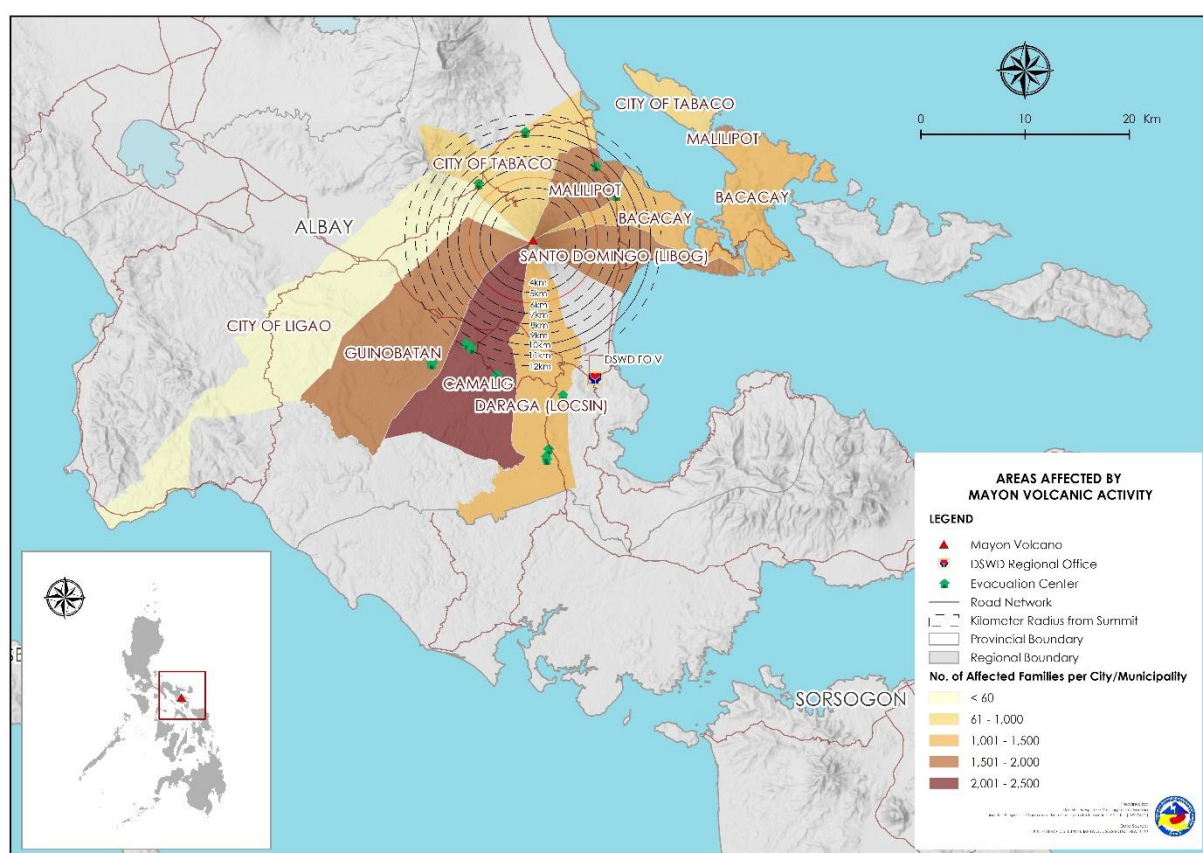 CITY OF TABACO
0 10 20 Km
MALILIPOT
CITY OF TABACO
MALILIPOT
BACACAY
BACACAY
ALBAY
SANTO DOMINGO (LIBOG)
4km
5km
6km
7km
8km
9km
10km
11km
12km
CITY OF LIGAO
GUINOBATAN
DSWD FO V
CAMALIG
DARAGA (LOCSIN)
SORSOGON
AREAS AFFECTED BY
MAYON VOLCANIC ACTIVITY
LEGEND
Mayon Volcano
DSWD Regional Office
Evacuation Center
Road Network
Kilometer Radius from Summit
Provincial Boundary
Regional Boundary
No. of Affected Families per City/Municipality
< 60
61 - 1,000
1,001 - 1,500
1,501 - 2,000
2,001 - 2,500